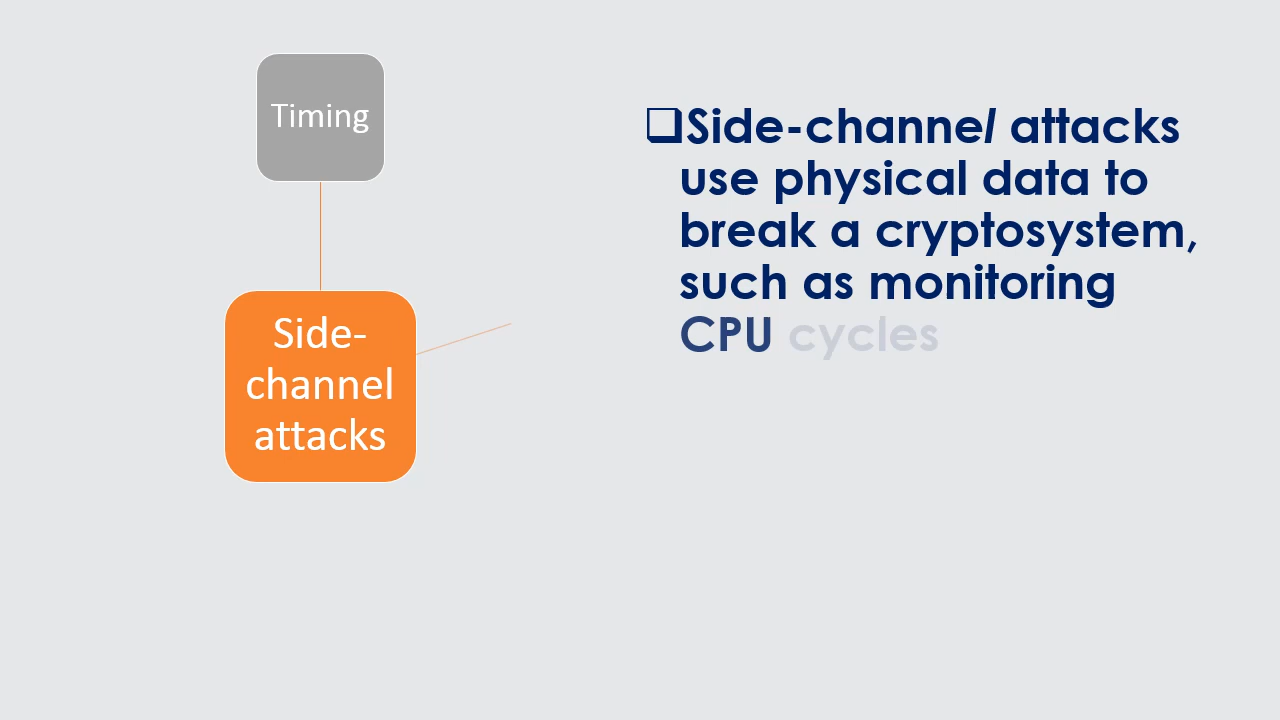 Timing
Side-
channel
attacks
❑Side-channel attacks
use physical data to
break a cryptosystem,
such as monitoring
CPU cycles